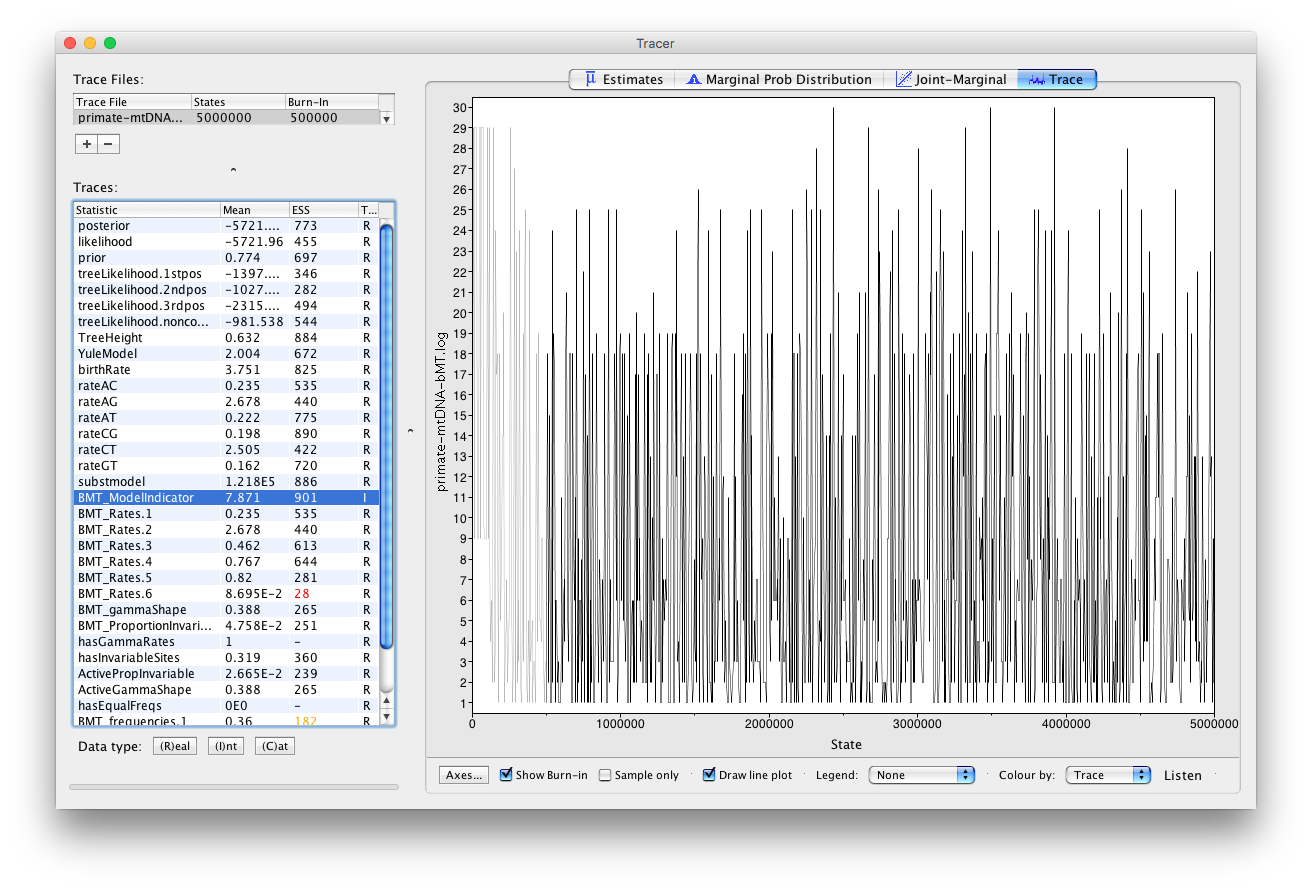 Tracer
Trace Files:
Trace File States Burn-In
primate-mtDNA... 5000000 500000
+ −
Traces:
Statistic Mean ESS T...
posterior -5721.... 773 R
likelihood -5721.96 455 R
prior 0.774 697 R
treeLikelihood.1stpos -1397.... 346 R
treeLikelihood.2ndpos -1027.... 282 R
treeLikelihood.3rdpos -2315.... 494 R
treeLikelihood.nonco... -981.538 544 R
TreeHeight 0.632 884 R
YuleModel 2.004 672 R
birthRate 3.751 825 R
rateAC 0.235 535 R
rateAG 2.678 440 R
rateAT 0.222 775 R
rateCG 0.198 890 R
rateCT 2.505 422 R
rateGT 0.162 720 R
substmodel 1.218E5 886 R
BMT_ModelIndicator 7.871 901 I
BMT_Rates.1 0.235 535 R
BMT_Rates.2 2.678 440 R
BMT_Rates.3 0.462 613 R
BMT_Rates.4 0.767 644 R
BMT_Rates.5 0.82 281 R
BMT_Rates.6 8.695E-2 28 R
BMT_gammaShape 0.388 265 R
BMT_ProportionInvari... 4.758E-2 251 R
hasGammaRates 1 - R
hasInvariableSites 0.319 360 R
ActivePropInvariable 2.665E-2 239 R
ActiveGammaShape 0.388 265 R
hasEqualFreqs 0E0 - R
BMT_frequencies.1 0.36 182 R
Data type: (R)eal (I)nt (C)at
Estimates Marginal Prob Distribution Joint-Marginal Trace
30
29
28
27
26
25
24
23
22
21
20
19
18
17
16
15
14
13
12
11
10
9
8
7
6
5
4
3
2
1
primate-mtDNA-bMT.log
0 1000000 2000000 3000000 4000000 5000000
State
Axes... Show Burn-in Sample only Draw line plot Legend: None Colour by: Trace Listen